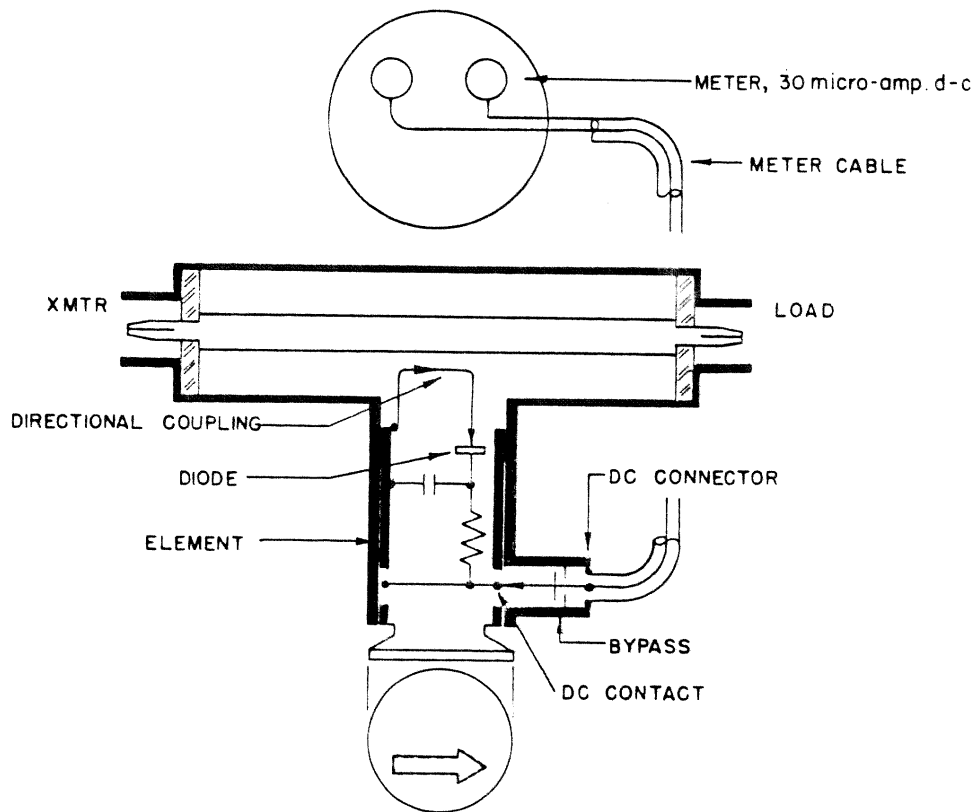 METER, 30 micro-amp. d-c
METER CABLE
XMTR
LOAD
DIRECTIONAL COUPLING
DIODE
DC CONNECTOR
ELEMENT
BYPASS
DC CONTACT